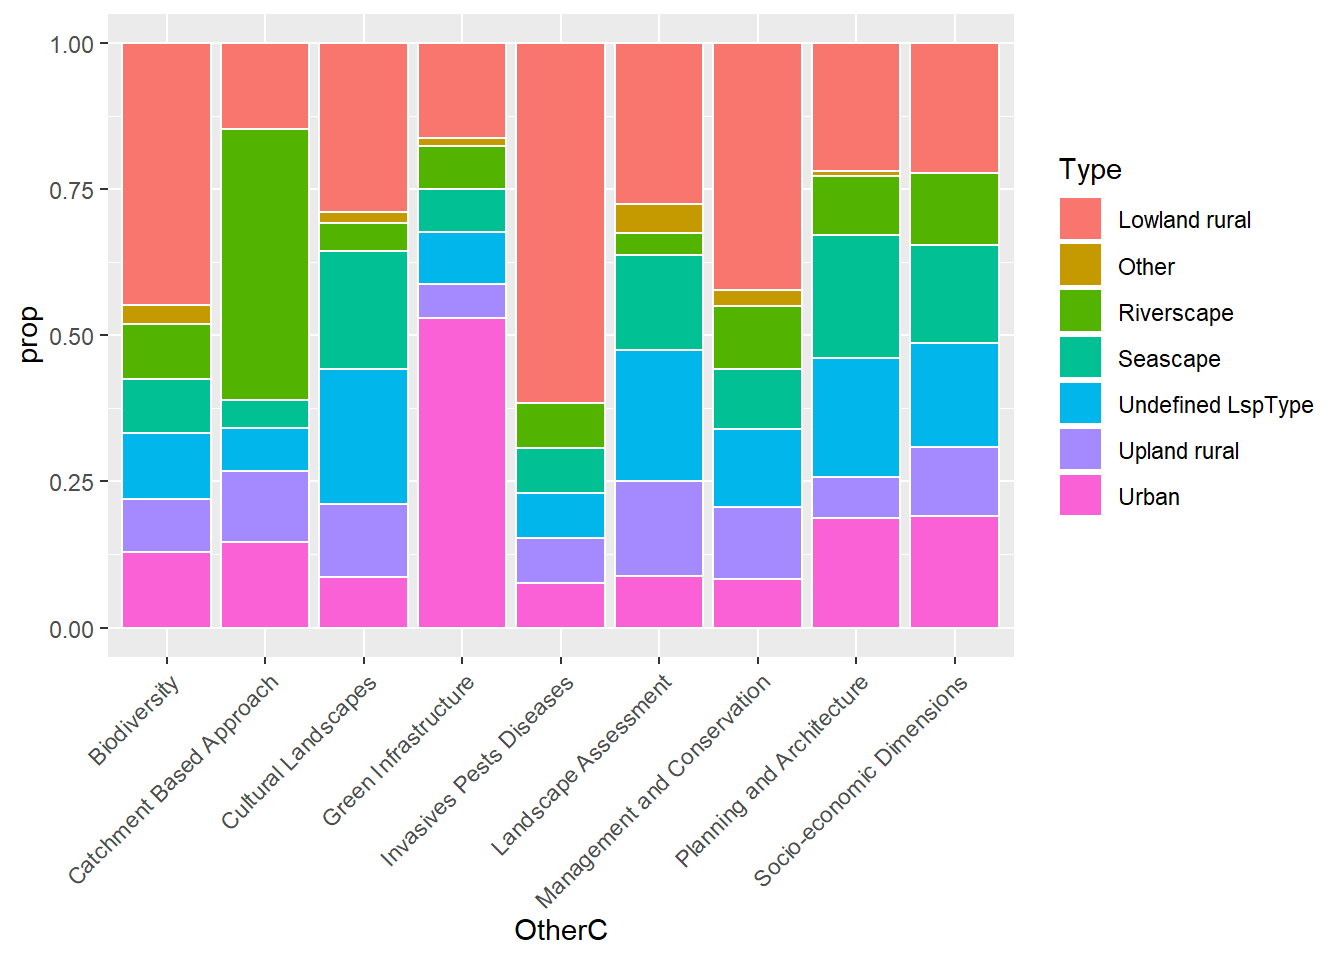 1.00
0.75
0.50
0.25
0.00
prop
Biodiversity
Catchment Based Approach
Cultural Landscapes
Green Infrastructure
Invasives Pests Diseases
Landscape Assessment
Management and Conservation
Planning and Architecture
Socio-economic Dimensions
OtherC
Type
Lowland rural
Other
Riverscape
Seascape
Undefined LspType
Upland rural
Urban